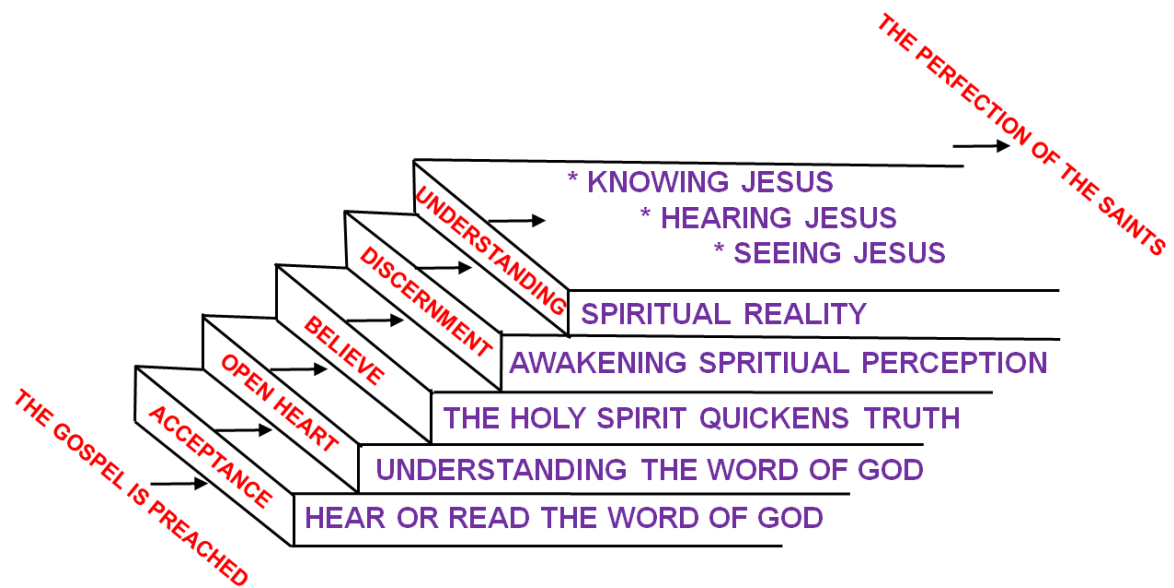 THE PERFECTION OF THE SAINTS
* KNOWING JESUS
* HEARING JESUS
* SEEING JESUS
UNDERSTANDING
SPIRITUAL REALITY
DISCERNMENT
AWAKENING SPRITIUAL PERCEPTION
BELIEVE
THE HOLY SPIRIT QUICKENS TRUTH
OPEN HEART
UNDERSTANDING THE WORD OF GOD
ACCEPTANCE
HEAR OR READ THE WORD OF GOD
THE GOSPEL IS PREACHED